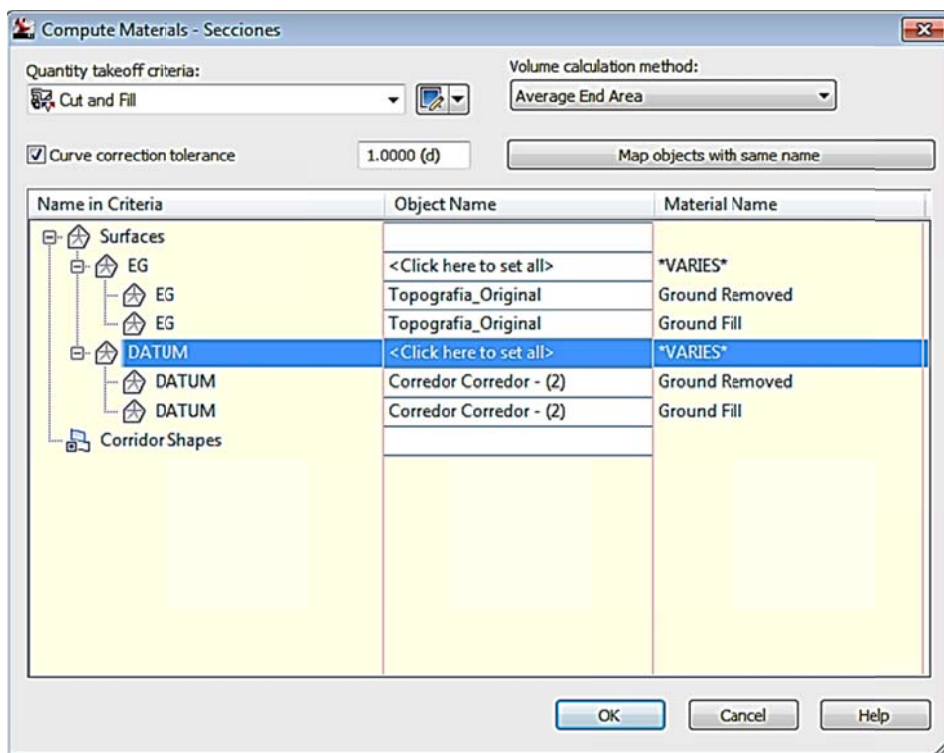 Compute Materials - Secciones
Quantity takeoff criteria:
Volume calculation method:
Cut and Fill
Average End Area
Curve correction tolerance
1.0000 (d)
Map objects with same name
Name in Criteria Object Name Material Name
Surfaces
EG <Click here to set all> *VARIES*
EG Topografia_Original Ground Removed
EG Topografia_Original Ground Fill
DATUM <Click here to set all> *VARIES*
DATUM Corredor Corredor - (2) Ground Removed
DATUM Corredor Corredor - (2) Ground Fill
Corridor Shapes
OK Cancel Help